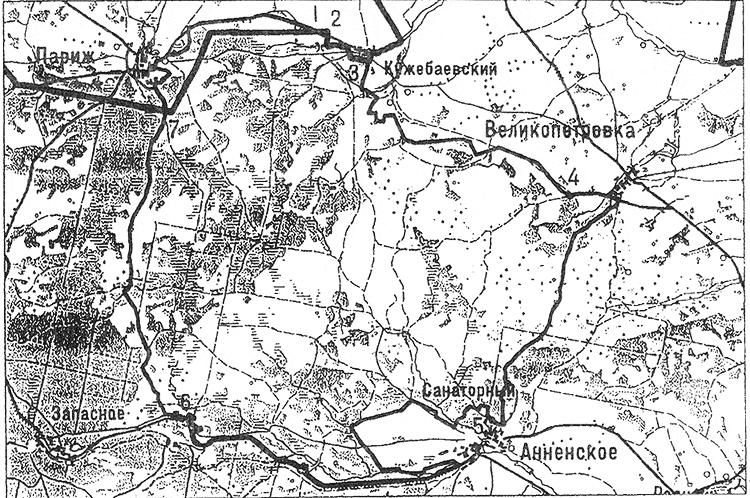 1 2
Париж
3
Кужебаевский
7
Великопетровка
4
Санаторный
Запасное
6
5
Анненское